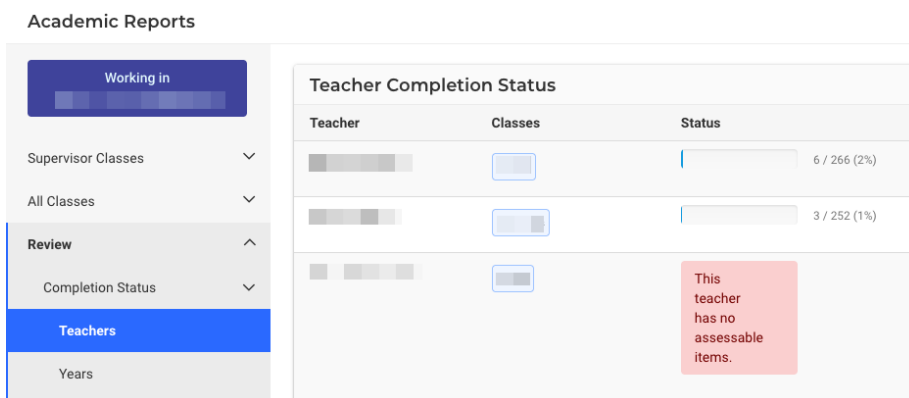 Academic Reports
Working in
Supervisor Classes
All Classes
Review
Completion Status
Teachers
Years
Teacher Completion Status
Teacher Classes Status
6 / 266 (2%)
3 / 252 (1%)
This
teacher
has no
assessable
items.